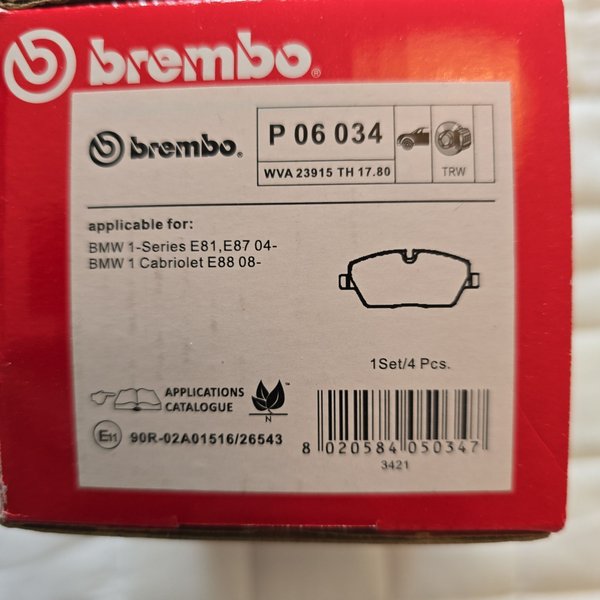 brembo®
brembo®
P 06 034
WVA 23915 TH 17.80
TRW
applicable for:
BMW 1-Series E81,E87 04-
BMW 1 Cabriolet E88 08-
1Set/4 Pcs.
APPLICATIONS
CATALOGUE
N
™
E11
90R-02A01516/26543
8 020584 050347
3421